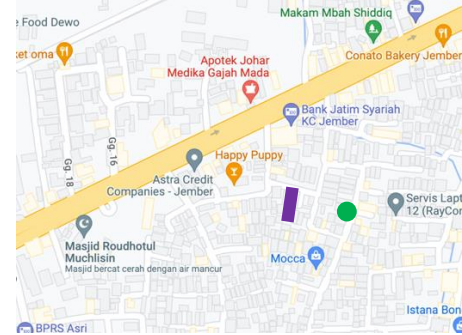 e Food Dewo
Makam Mbah Shiddiq
ket oma
Conato Bakery Jember
Apotek Johar
Medika Gajah Mada
Bank Jatim Syariah
KC Jember
Gg. 16
Gg. 18
Happy Puppy
Astra Credit
Companies - Jember
Servis Lapt
12 (RayCor
Masjid Roudhotul
Muchlisin
Masjid bercat cerah dengan air mancur
Mocca
Istana Bon
BPRS Asri